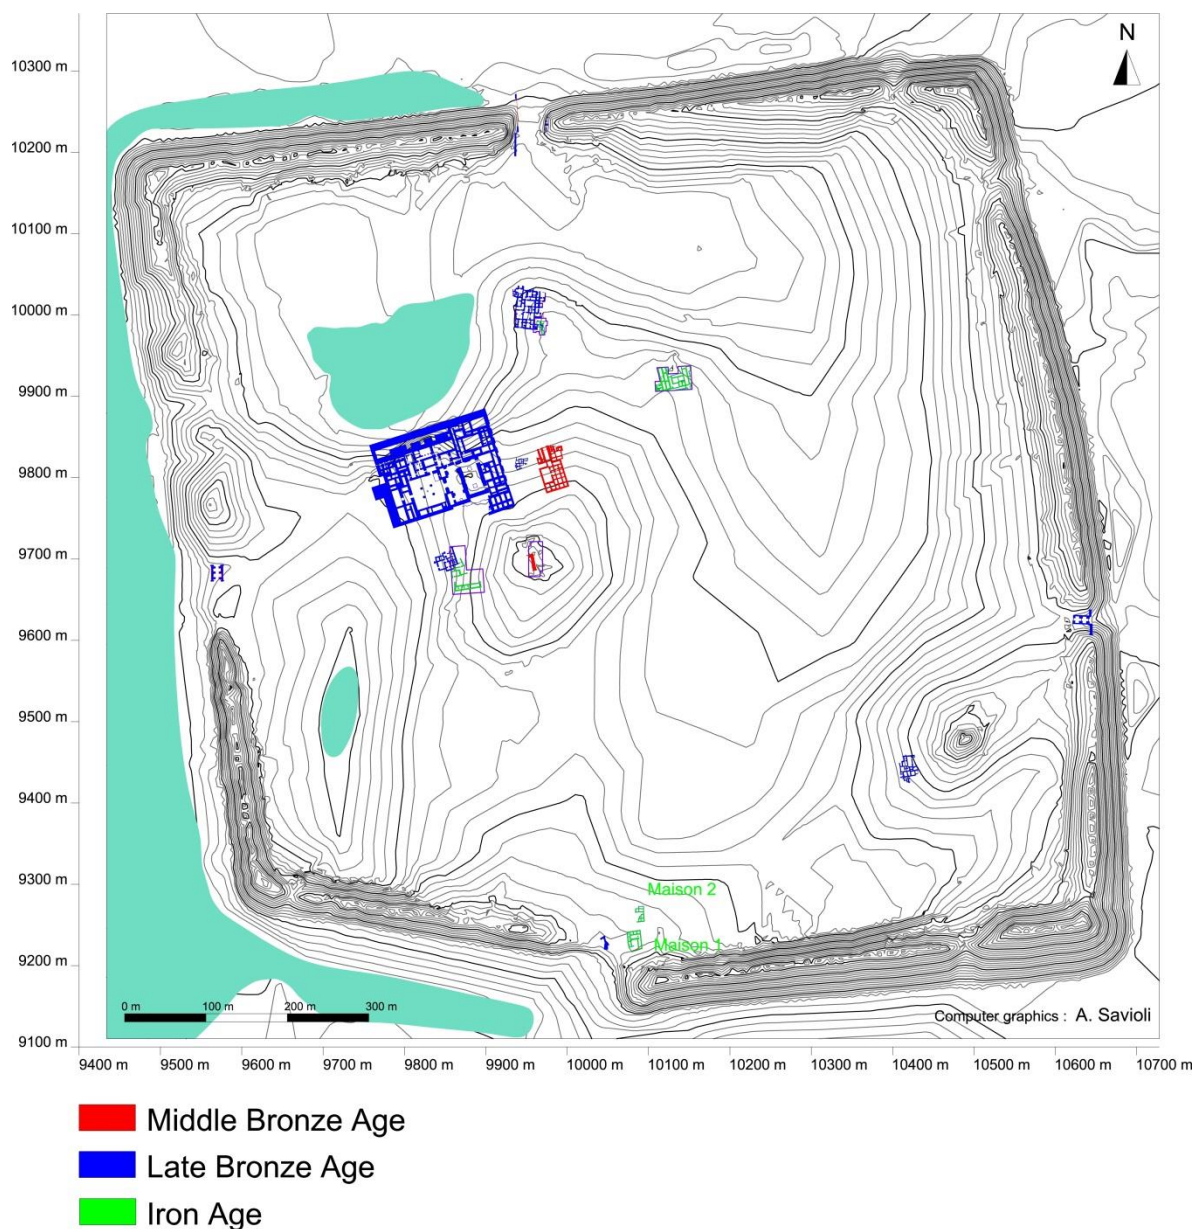 N
10300 m
10200 m
10100 m
10000 m
9900 m
9800 m
9700 m
9600 m
9500 m
9400 m
9300 m
Maison 2
Maison 1
9200 m
0 m 100 m 200 m 300 m
Computer graphics : A. Savioli
9100 m
9400 m 9500 m 9600 m 9700 m 9800 m 9900 m 10000 m 10100 m 10200 m 10300 m 10400 m 10500 m 10600 m 10700 m
Middle Bronze Age
Late Bronze Age
Iron Age